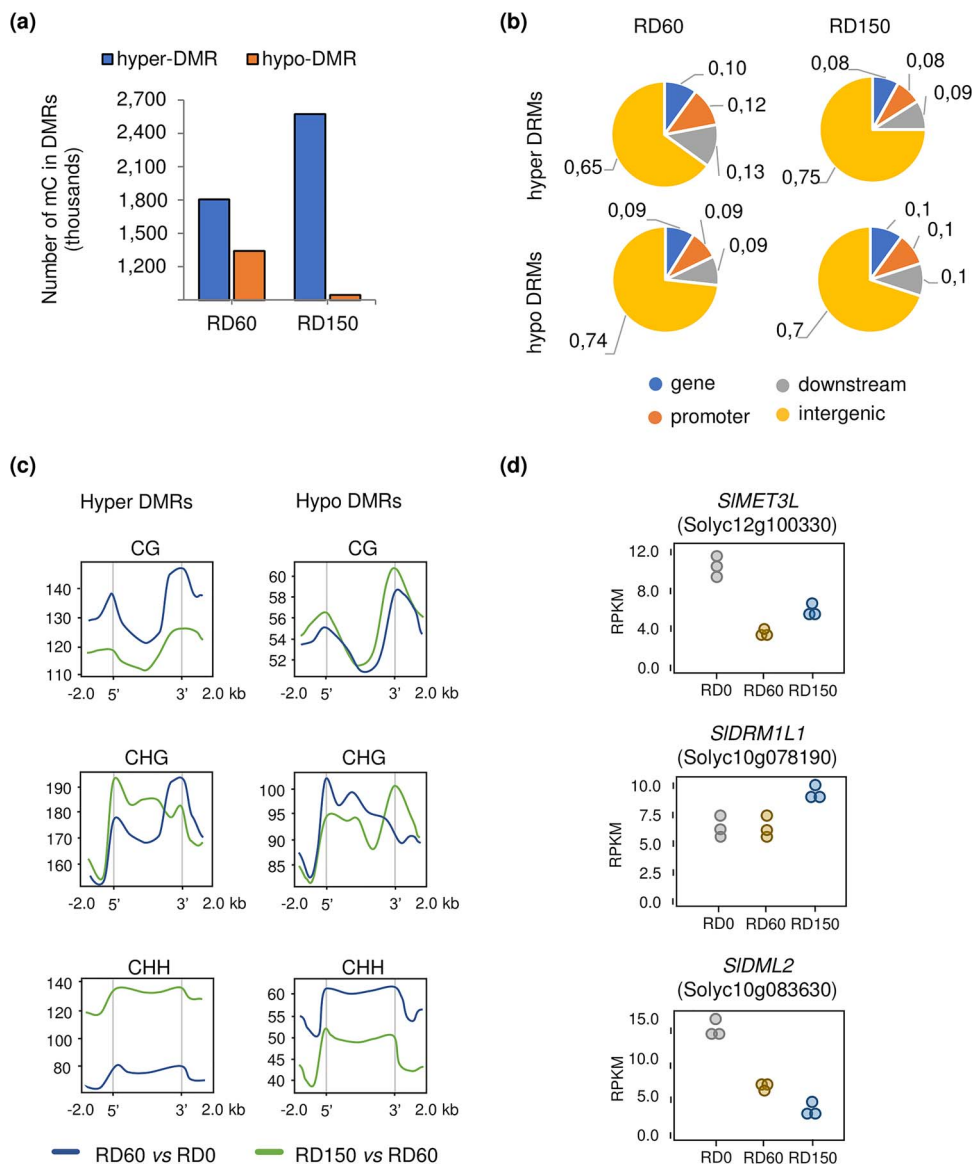 (a)
hyper-DMR hypo-DMR
Number of mC in DMRs
(thousands)
2,700
2,400
1,800
1,500
1,200
RD60 RD150
(b)
RD60 RD150
hyper DRMs
0,10
0,12
0,13
0,65
0,08 0,08
0,09
0,75
hypo DRMs
0,09 0,09
0,09
0,74
0,1
0,1
0,1
0,7
gene downstream
promoter intergenic
(c)
Hyper DMRs Hypo DMRs
CG
140
130
120
110
-2.0 5' 3' 2.0 kb
CG
60
58
56
54
52
-2.0 5' 3' 2.0 kb
CHG
190
180
170
160
-2.0 5' 3' 2.0 kb
CHG
100
95
90
85
-2.0 5' 3' 2.0 kb
CHH
140
120
100
80
-2.0 5' 3' 2.0 kb
CHH
60
50
45
40
-2.0 5' 3' 2.0 kb
RD60 vs RD0 RD150 vs RD60
(d)
SlMET3L
(Solyc12g100330)
RPKM
12.0
8.0
4.0
0.0
RD0 RD60 RD150
SlDRM1L1
(Solyc10g078190)
RPKM
10.0
7.5
5.0
2.5
0.0
RD0 RD60 RD150
SlDML2
(Solyc10g083630)
RPKM
15.0
10.0
5.0
0.0
RD0 RD60 RD150